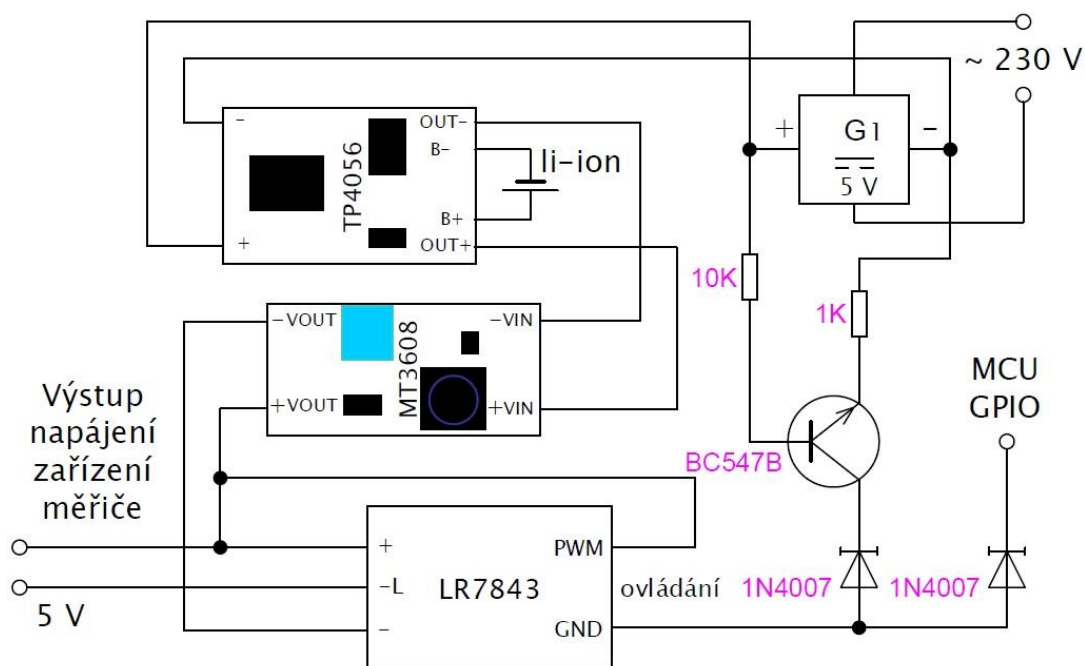 ~ 230 V
+
G1
-
5 V
-
OUT-
B-
li-ion
TP4056
B+
+
OUT+
10K
1K
-VOUT
-VIN
MT3608
+VOUT
+VIN
MCU
GPIO
Výstup
napájení
zařízení
měřiče
BC547B
+
PWM
-L
LR7843
ovládání
1N4007
1N4007
5 V
-
GND